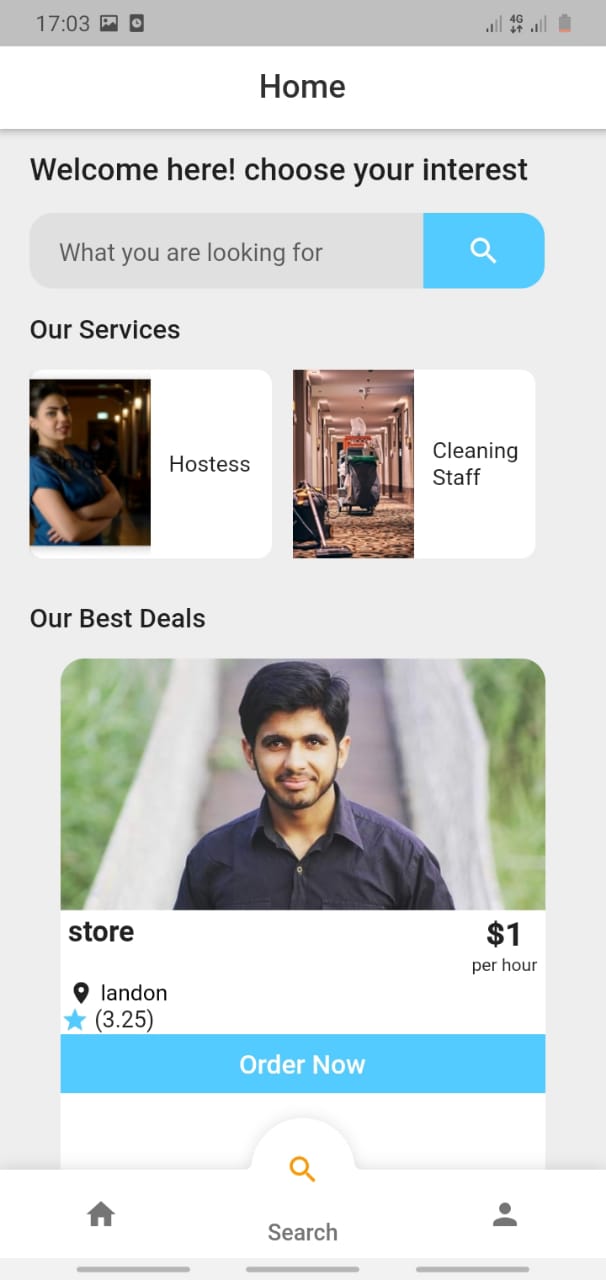 17:03
4G
Home
Welcome here! choose your interest
What you are looking for
Our Services
Hostess
Cleaning
Staff
Our Best Deals
store
$1
per hour
landon
(3.25)
Order Now
Search